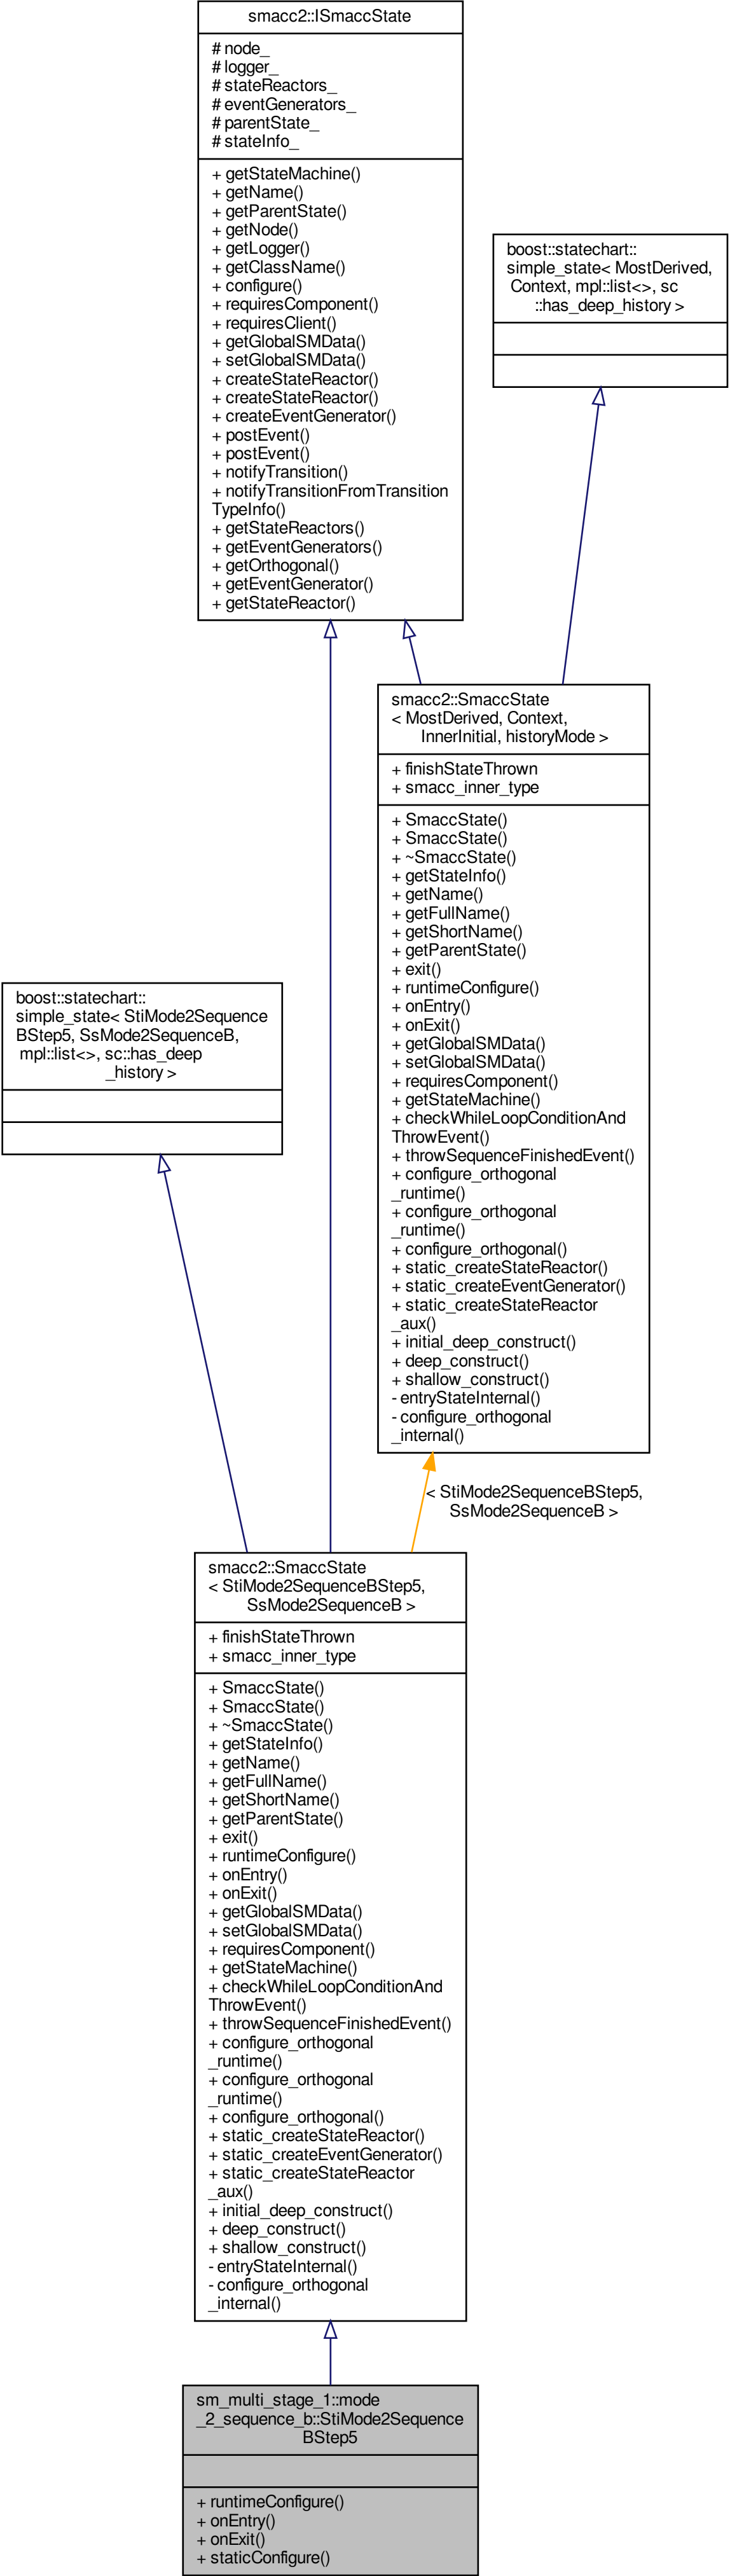 smacc2::ISmaccState
# node_
# logger_
# stateReactors_
# eventGenerators_
# parentState_
# stateInfo_
+ getStateMachine()
+ getName()
+ getParentState()
+ getNode()
+ getLogger()
+ getClassName()
+ configure()
+ requiresComponent()
+ requiresClient()
+ getGlobalSMData()
+ setGlobalSMData()
+ createStateReactor()
+ createStateReactor()
+ createEventGenerator()
+ postEvent()
+ postEvent()
+ notifyTransition()
+ notifyTransitionFromTransition
TypeInfo()
+ getStateReactors()
+ getEventGenerators()
+ getOrthogonal()
+ getEventGenerator()
+ getStateReactor()
boost::statechart::
simple_state< MostDerived,
Context, mpl::list<>, sc
::has_deep_history >
smacc2::SmaccState
< MostDerived, Context,
InnerInitial, historyMode >
+ finishStateThrown
+ smacc_inner_type
+ SmaccState()
+ SmaccState()
+ ~SmaccState()
+ getStateInfo()
+ getName()
+ getFullName()
+ getShortName()
+ getParentState()
+ exit()
+ runtimeConfigure()
+ onEntry()
+ onExit()
+ getGlobalSMData()
+ setGlobalSMData()
+ requiresComponent()
+ getStateMachine()
+ checkWhileLoopConditionAnd
ThrowEvent()
+ throwSequenceFinishedEvent()
+ configure_orthogonal
_runtime()
+ configure_orthogonal
_runtime()
+ configure_orthogonal()
+ static_createStateReactor()
+ static_createEventGenerator()
+ static_createStateReactor
_aux()
+ initial_deep_construct()
+ deep_construct()
+ shallow_construct()
- entryStateInternal()
- configure_orthogonal
_internal()
boost::statechart::
simple_state< StiMode2Sequence
BStep5, SsMode2SequenceB,
mpl::list<>, sc::has_deep
_history >
< StiMode2SequenceBStep5,
SsMode2SequenceB >
smacc2::SmaccState
< StiMode2SequenceBStep5,
SsMode2SequenceB >
+ finishStateThrown
+ smacc_inner_type
+ SmaccState()
+ SmaccState()
+ ~SmaccState()
+ getStateInfo()
+ getName()
+ getFullName()
+ getShortName()
+ getParentState()
+ exit()
+ runtimeConfigure()
+ onEntry()
+ onExit()
+ getGlobalSMData()
+ setGlobalSMData()
+ requiresComponent()
+ getStateMachine()
+ checkWhileLoopConditionAnd
ThrowEvent()
+ throwSequenceFinishedEvent()
+ configure_orthogonal
_runtime()
+ configure_orthogonal
_runtime()
+ configure_orthogonal()
+ static_createStateReactor()
+ static_createEventGenerator()
+ static_createStateReactor
_aux()
+ initial_deep_construct()
+ deep_construct()
+ shallow_construct()
- entryStateInternal()
- configure_orthogonal
_internal()
sm_multi_stage_1::mode
_2_sequence_b::StiMode2Sequence
BStep5
+ runtimeConfigure()
+ onEntry()
+ onExit()
+ staticConfigure()